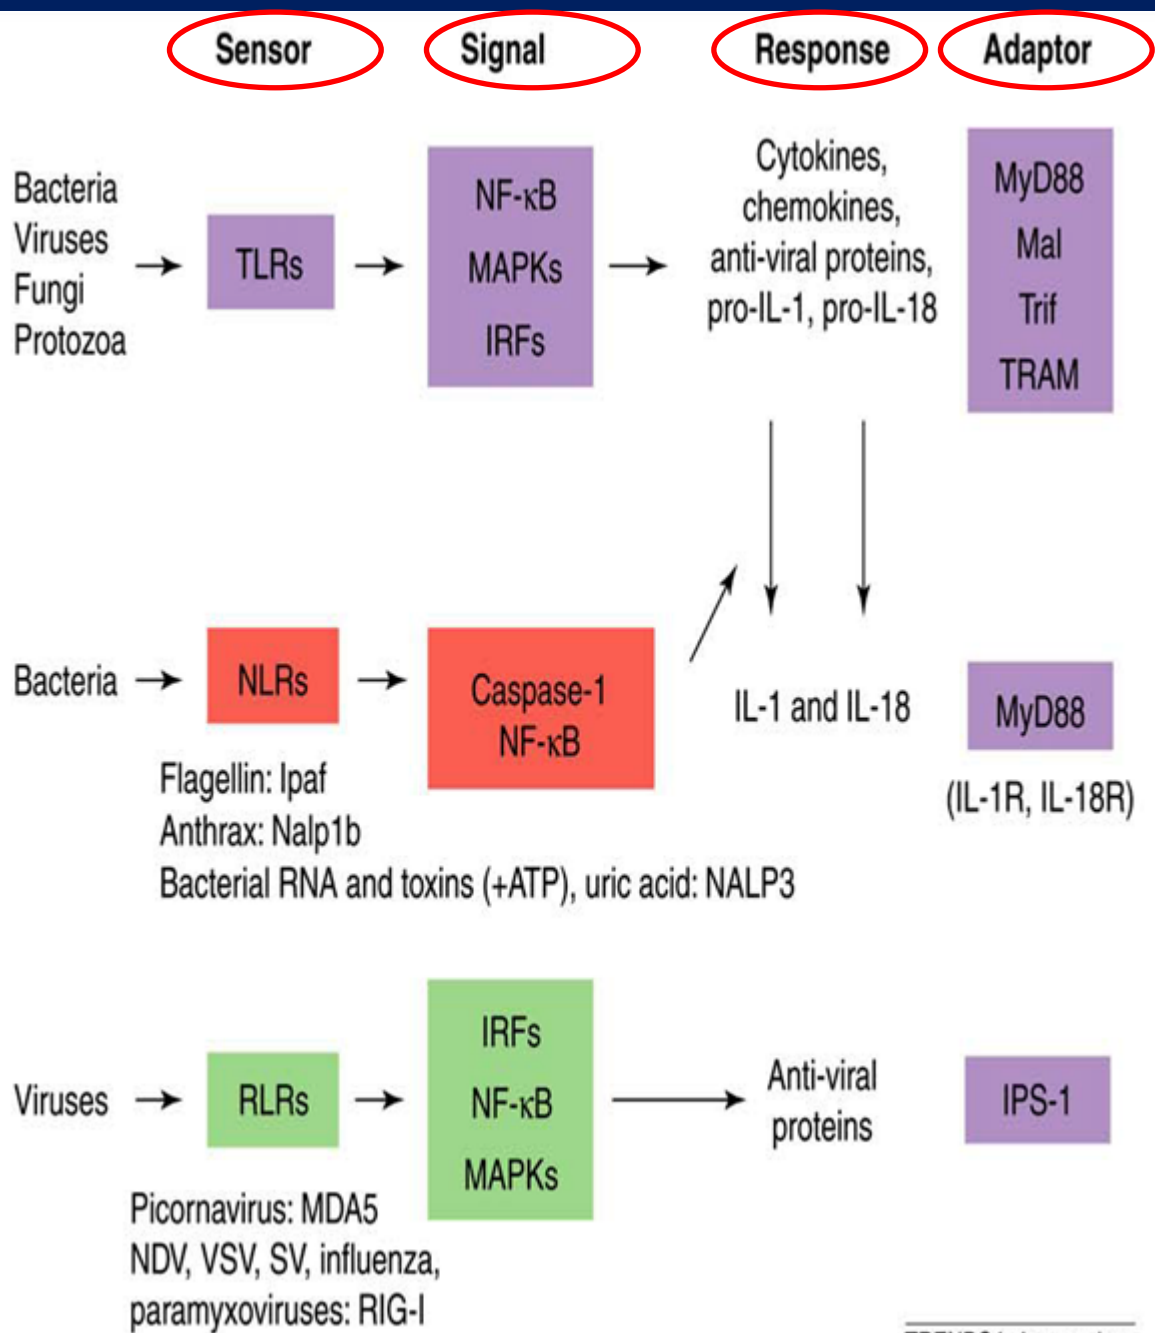 Sensor
Signal
Response
Adaptor
Bacteria
Viruses
Fungi
Protozoa
TLRs
NF-κB
MAPKs
IRFs
Cytokines,
chemokines,
anti-viral proteins,
pro-IL-1, pro-IL-18
MyD88
Mal
Trif
TRAM
Bacteria
NLRs
Caspase-1
NF-κB
IL-1 and IL-18
MyD88
(IL-1R, IL-18R)
Flagellin: Ipaf
Anthrax: Nalp1b
Bacterial RNA and toxins (+ATP), uric acid: NALP3
Viruses
RLRs
IRFs
NF-κB
MAPKs
Anti-viral
proteins
IPS-1
Picornavirus: MDA5
NDV, VSV, SV, influenza,
paramyxoviruses: RIG-I